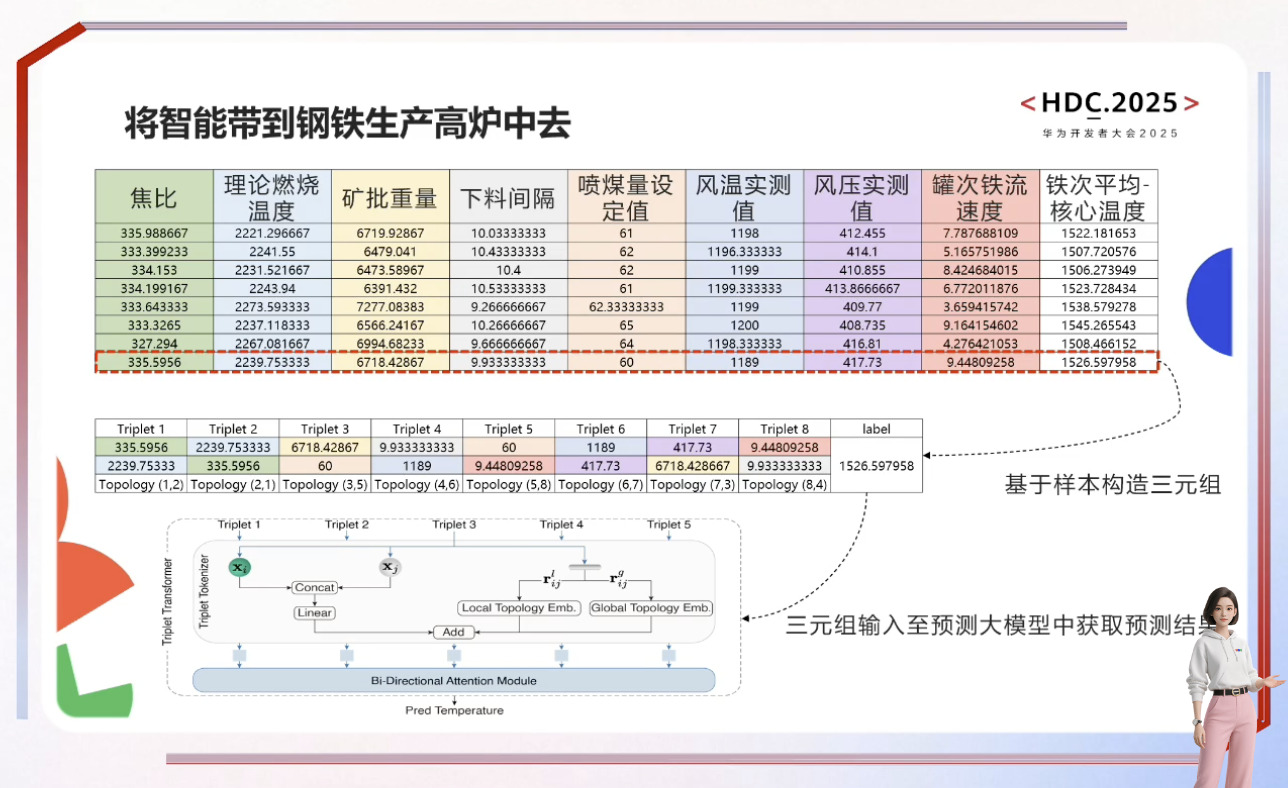 将智能带到钢铁生产高炉中去
<HDC.2025>
华为开发者大会2025
焦比 理论燃烧温度 矿批重量 下料间隔 喷煤量设定值 风温实测值 风压实测值 罐次铁流速度 铁次平均-核心温度
335.988667 2221.296667 6719.92867 10.03333333 61 1198 412.455 7.787688109 1522.181653
333.399233 2241.55 6479.041 10.43333333 62 1196.333333 414.1 5.165751986 1507.720576
334.153 2231.521667 6473.58967 10.4 62 1199 410.855 8.424684015 1506.273949
334.199167 2243.94 6391.432 10.53333333 61 1199.333333 413.8666667 6.772011876 1523.728434
333.643333 2273.593333 7277.08383 9.266666667 62.33333333 1199 409.77 3.659415742 1538.579278
333.3265 2237.118333 6566.24167 10.26666667 65 1200 408.735 9.164154602 1545.265543
327.294 2267.081667 6994.68233 9.666666667 64 1198.333333 416.81 4.276421053 1508.466152
335.5956 2239.753333 6718.42867 9.933333333 60 1189 417.73 9.44809258 1526.597958
Triplet 1 Triplet 2 Triplet 3 Triplet 4 Triplet 5 Triplet 6 Triplet 7 Triplet 8 label
335.5956 2239.753333 6718.42867 9.933333333 60 1189 417.73 9.44809258
2239.75333 335.5956 60 1189 9.44809258 417.73 6718.428667 9.933333333 1526.597958
Topology (1,2) Topology (2,1) Topology (3,5) Topology (4,6) Topology (5,8) Topology (6,7) Topology (7,3) Topology (8,4)
基于样本构造三元组
Triplet 1 Triplet 2 Triplet 3 Triplet 4 Triplet 5
Triplet Transformer
Triplet Tokenizer
x_i x_j r_ij^l r_ij^g
Concat
Local Topology Emb. Global Topology Emb.
Linear
Add
三元组输入至预测大模型中获取预测结果
Bi-Directional Attention Module
Pred Temperature